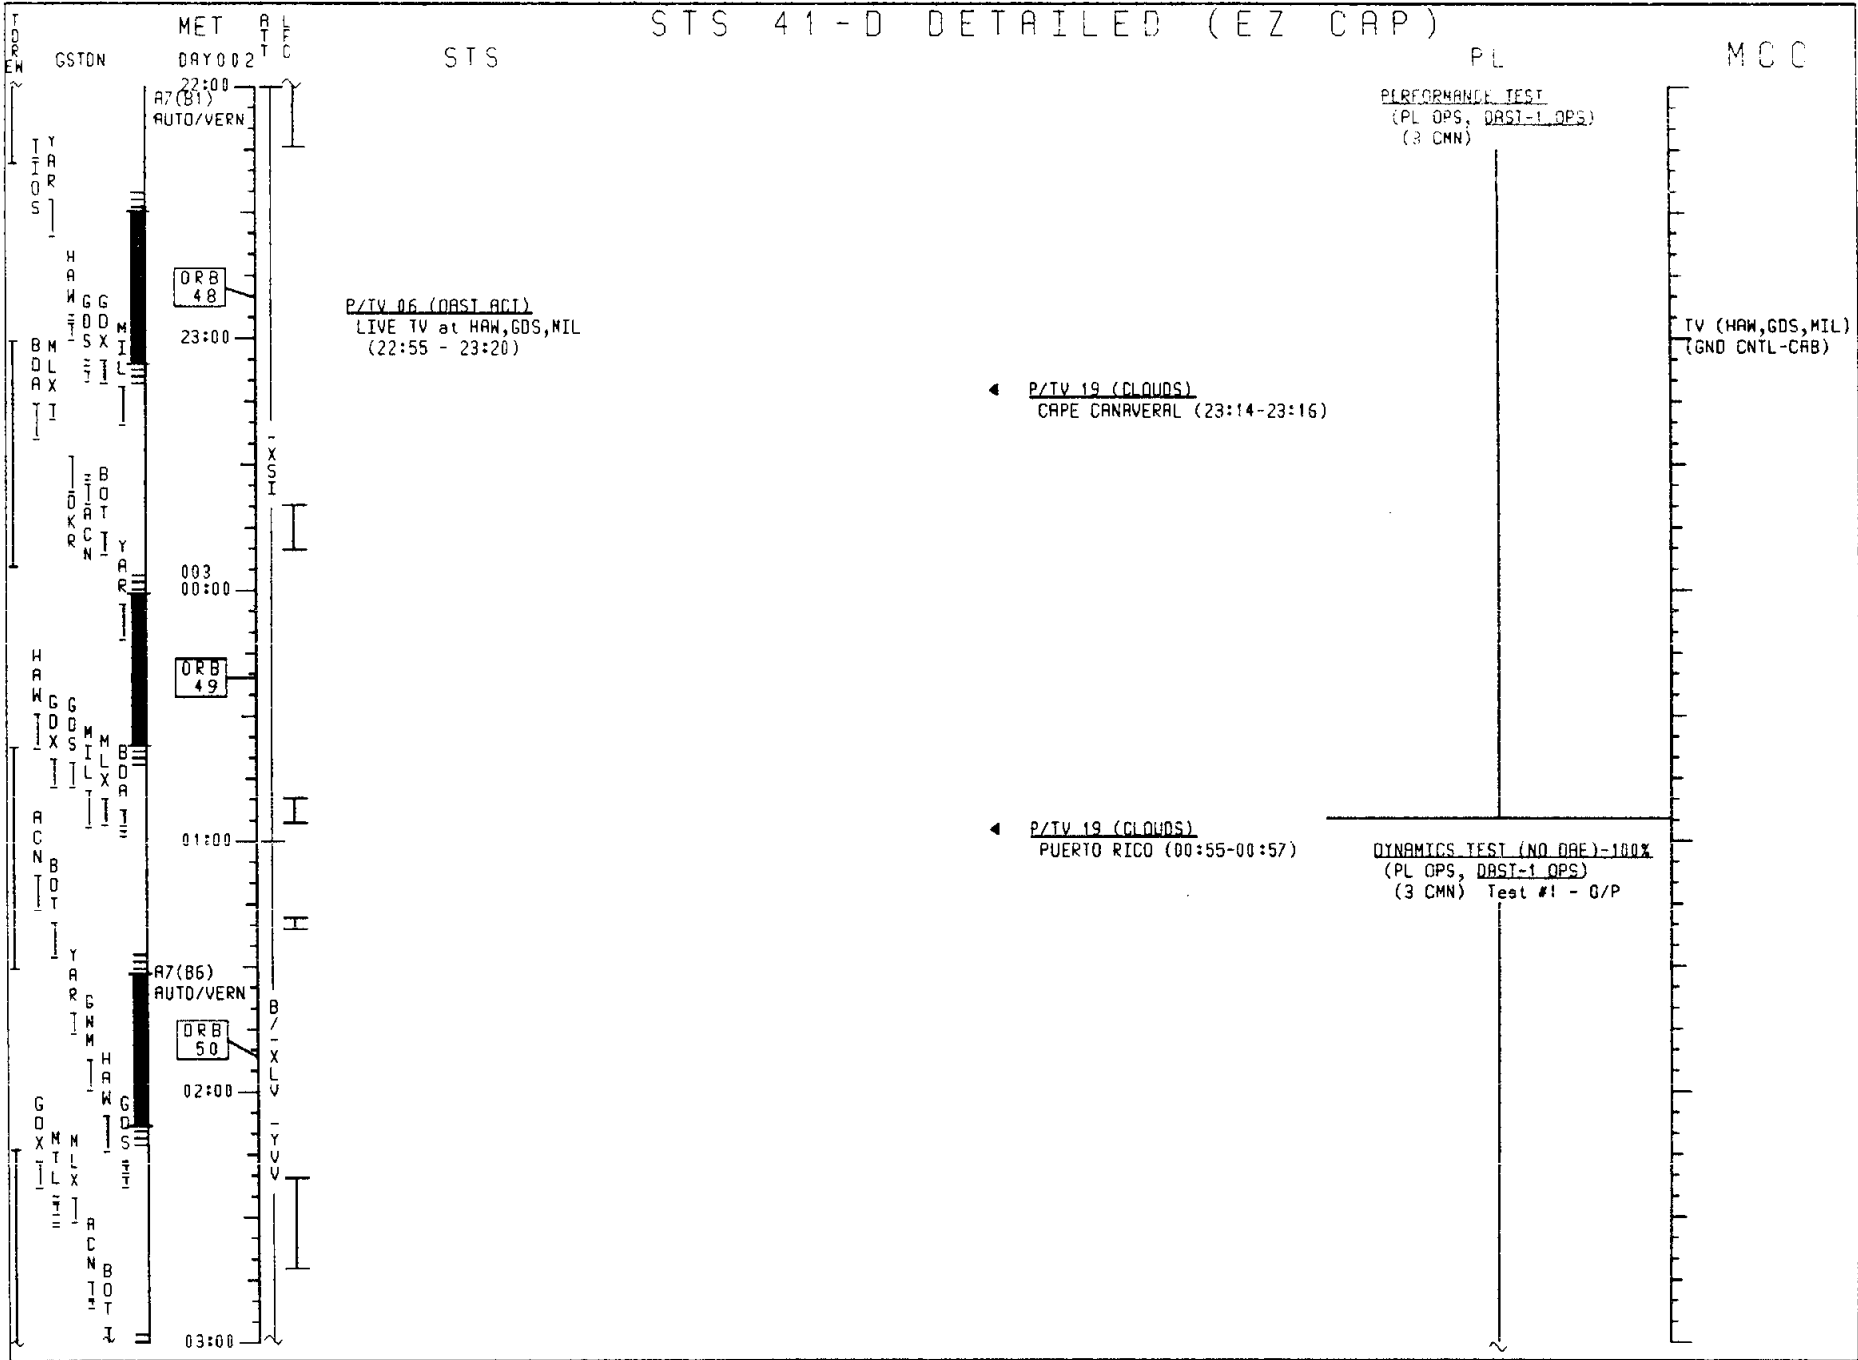 STS 41-D DETAILED (EZ CAP)
TDR EW
GSTDN
MET
DAY002
ATT
STS
PL
MCC
22:00
A7(B1)
AUTO/VERN
PERFORMANCE TEST
(PL OPS, OAST-1 OPS)
(3 CMN)
IOS
YAR
HAW
GDS
GDX
MIL
ORB
48
P/TV 06 (OAST ACT)
LIVE TV at HAW,GDS,MIL
(22:55 - 23:20)
23:00
TV (HAW,GDS,MIL)
(GND CNTL-CAB)
BDA
MLX
P/TV 19 (CLOUDS)
CAPE CANAVERAL (23:14-23:16)
-XSI
DKR
ACN
BOT
YAR
003
00:00
HAW
GDX
GDS
MIL
MLX
BDA
ORB
49
ACN
BOT
01:00
P/TV 19 (CLOUDS)
PUERTO RICO (00:55-00:57)
DYNAMICS TEST (NO DAE)-100%
(PL OPS, OAST-1 OPS)
(3 CMN) Test #1 - O/P
YAR
GWM
HAW
GDS
A7(B6)
AUTO/VERN
ORB
50
B/-XLV
-YVV
02:00
GDX
MIL
MLX
ACN
BOT
03:00